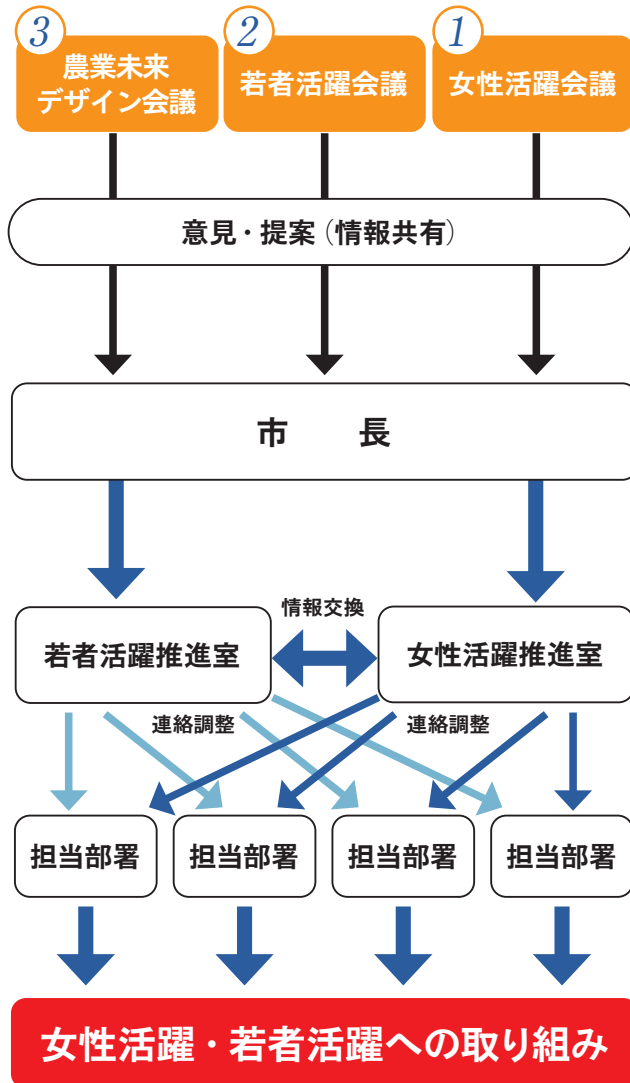 3
農業未来
デザイン会議
2
若者活躍会議
1
女性活躍会議
意見・提案（情報共有）
市　長
情報交換
若者活躍推進室
女性活躍推進室
連絡調整
連絡調整
担当部署
担当部署
担当部署
担当部署
女性活躍・若者活躍への取り組み